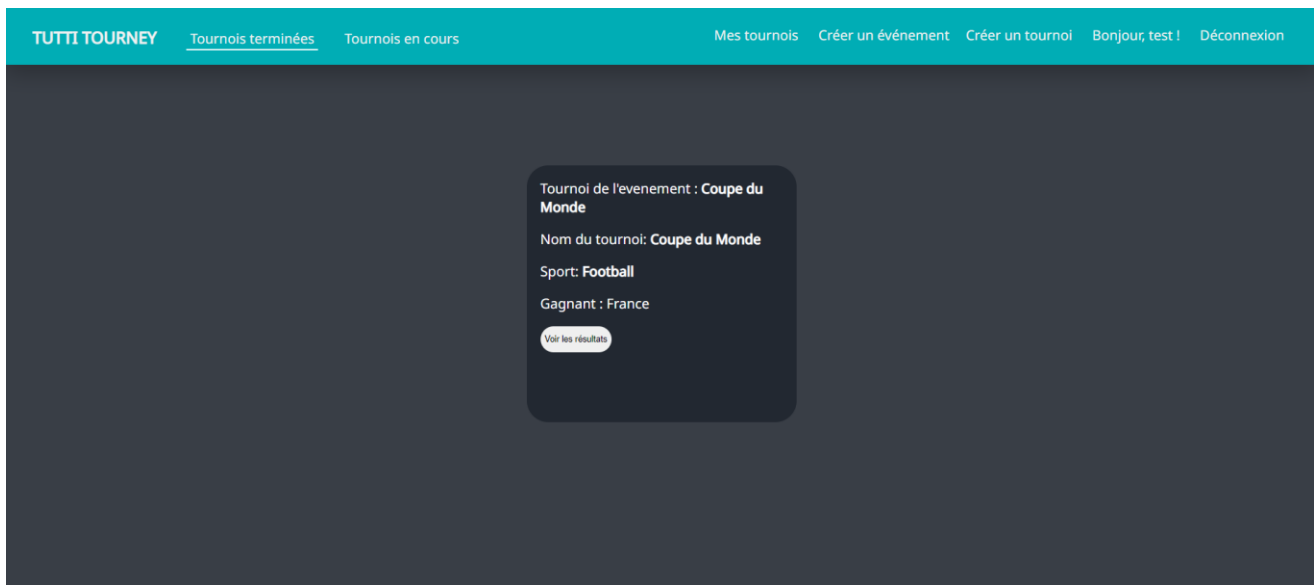 TUTTI TOURNEY Tournois terminées Tournois en cours Mes tournois Créer un événement Créer un tournoi Bonjour, test ! Déconnexion
Tournoi de l'evenement : Coupe du
Monde
Nom du tournoi: Coupe du Monde
Sport: Football
Gagnant : France
Voir les résultats